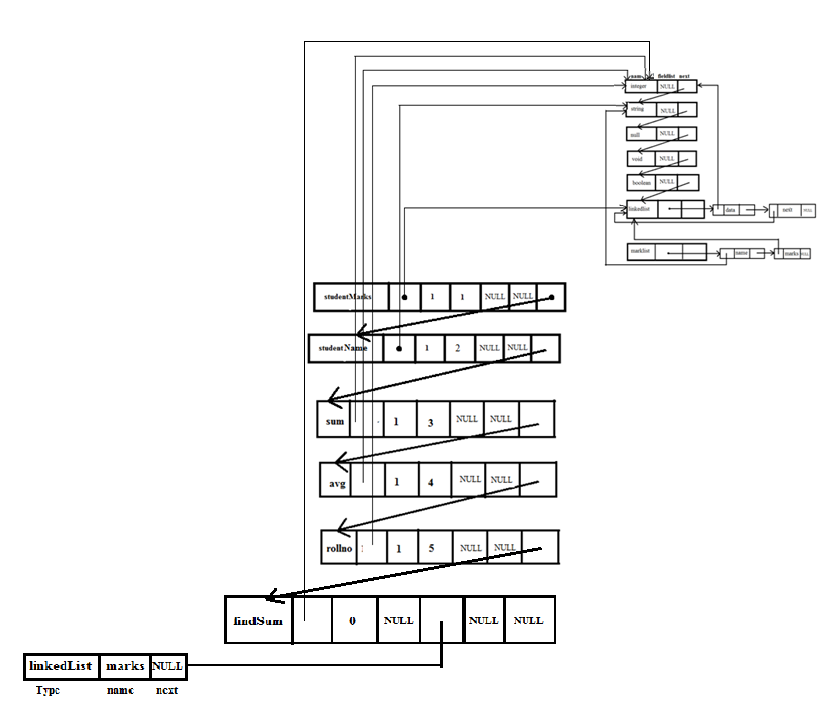 name fieldlist next
integer NULL
string NULL
null NULL
void NULL
boolean NULL
linkedlist data next NULL
marklist name marks NULL
studentMarks 1 1 NULL NULL
studentName 1 2 NULL NULL
sum 1 3 NULL NULL
avg 1 4 NULL NULL
rollno 1 5 NULL NULL
findSum 0 NULL NULL NULL
linkedList marks NULL
Type name next